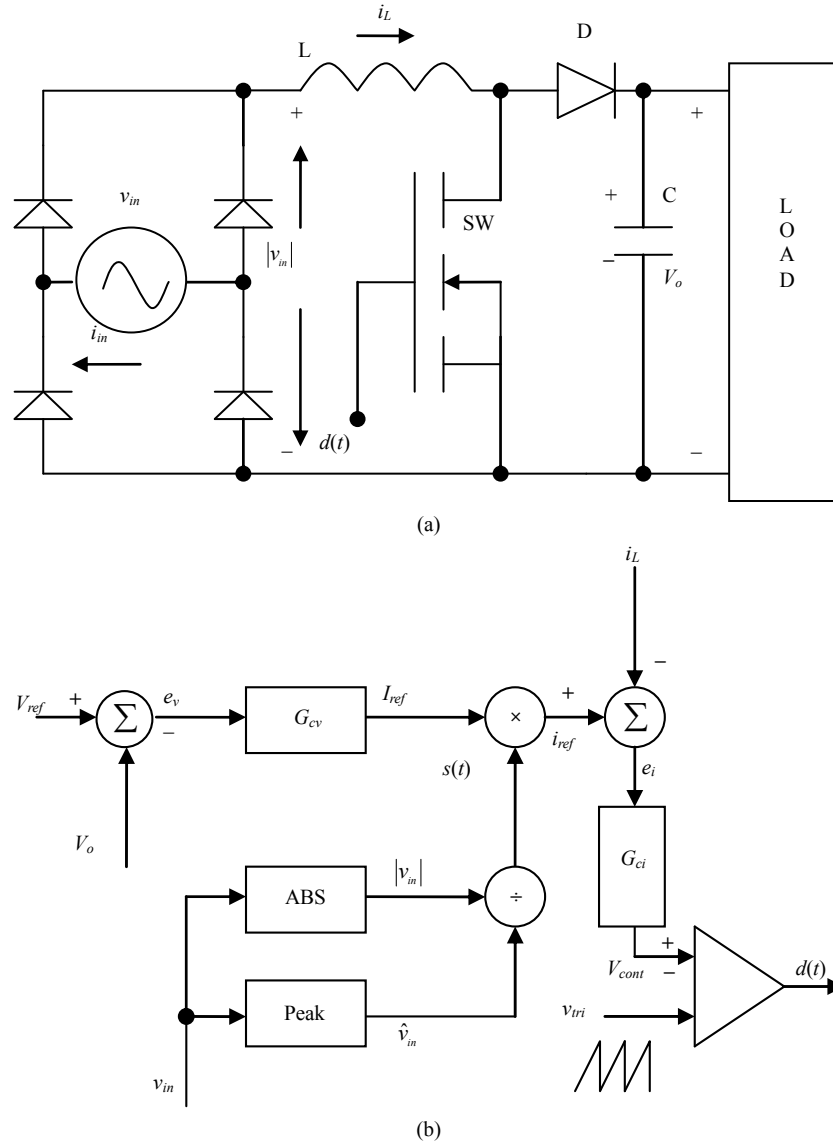 i_L
L
D
+
+
v_in
|v_in|
SW
+
C
L
O
A
D
−
V_o
i_in
d(t)
−
−
(a)
i_L
−
V_ref
+
e_v
−
G_cv
I_ref
×
+
i_ref
Σ
Σ
s(t)
e_i
V_o
G_ci
ABS
|v_in|
÷
V_cont
+
−
d(t)
Peak
v̂_in
v_tri
v_in
(b)